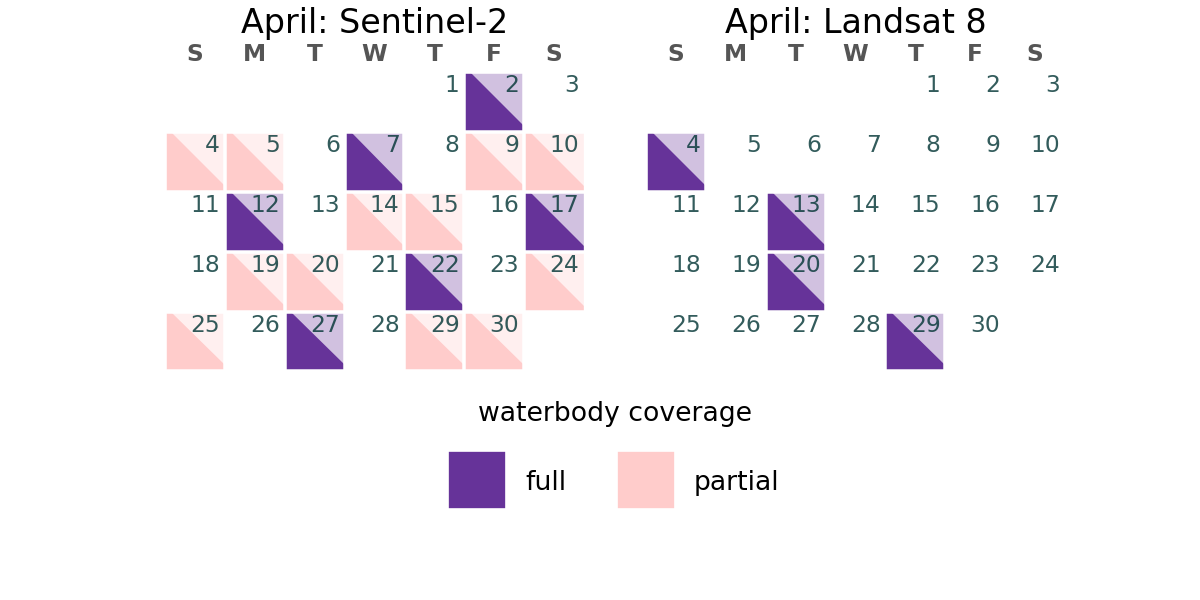 April: Sentinel-2
S M T W T F S
1 2 3
4 5 6 7 8 9 10
11 12 13 14 15 16 17
18 19 20 21 22 23 24
25 26 27 28 29 30
April: Landsat 8
S M T W T F S
1 2 3
4 5 6 7 8 9 10
11 12 13 14 15 16 17
18 19 20 21 22 23 24
25 26 27 28 29 30
waterbody coverage
full partial